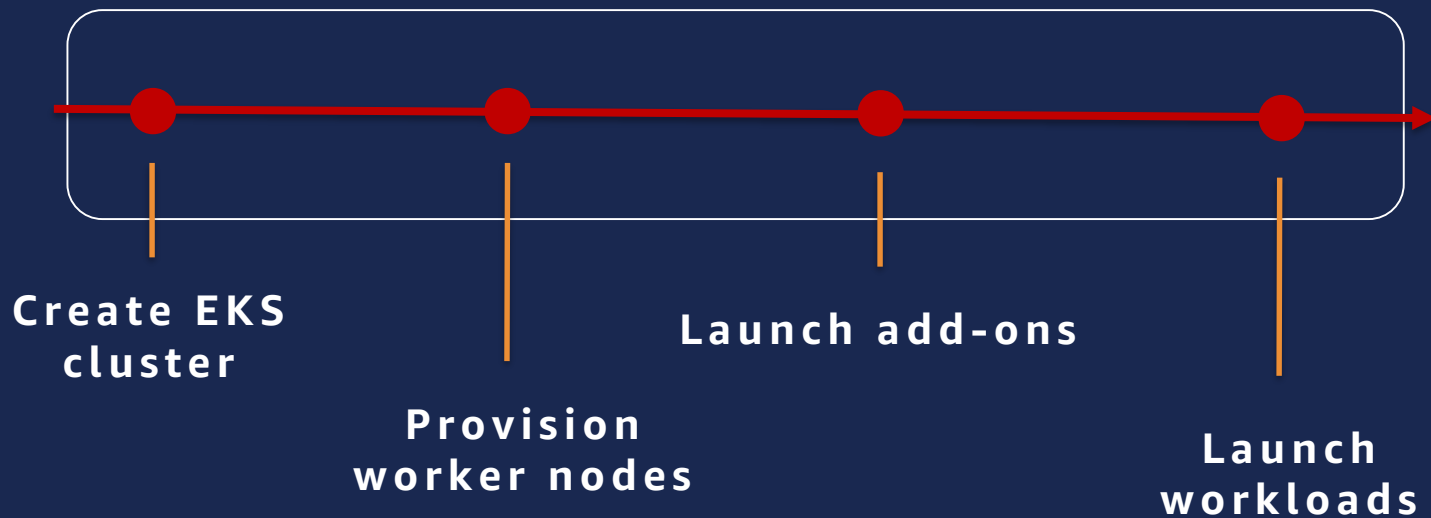 Create EKS
cluster
Provision
worker nodes
Launch add-ons
Launch
workloads